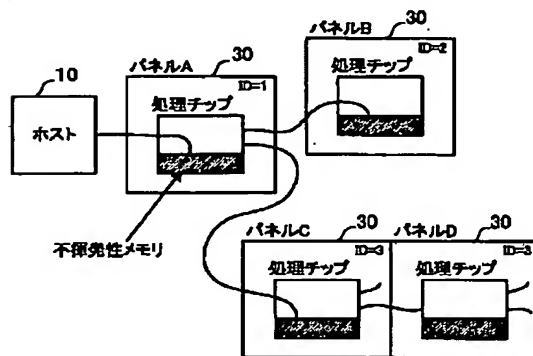 10
ホスト
パネルA
30
ID=1
処理チップ
不揮発性メモリ
パネルB
30
ID=2
処理チップ
パネルC
30
ID=3
処理チップ
パネルD
30
ID=3
処理チップ